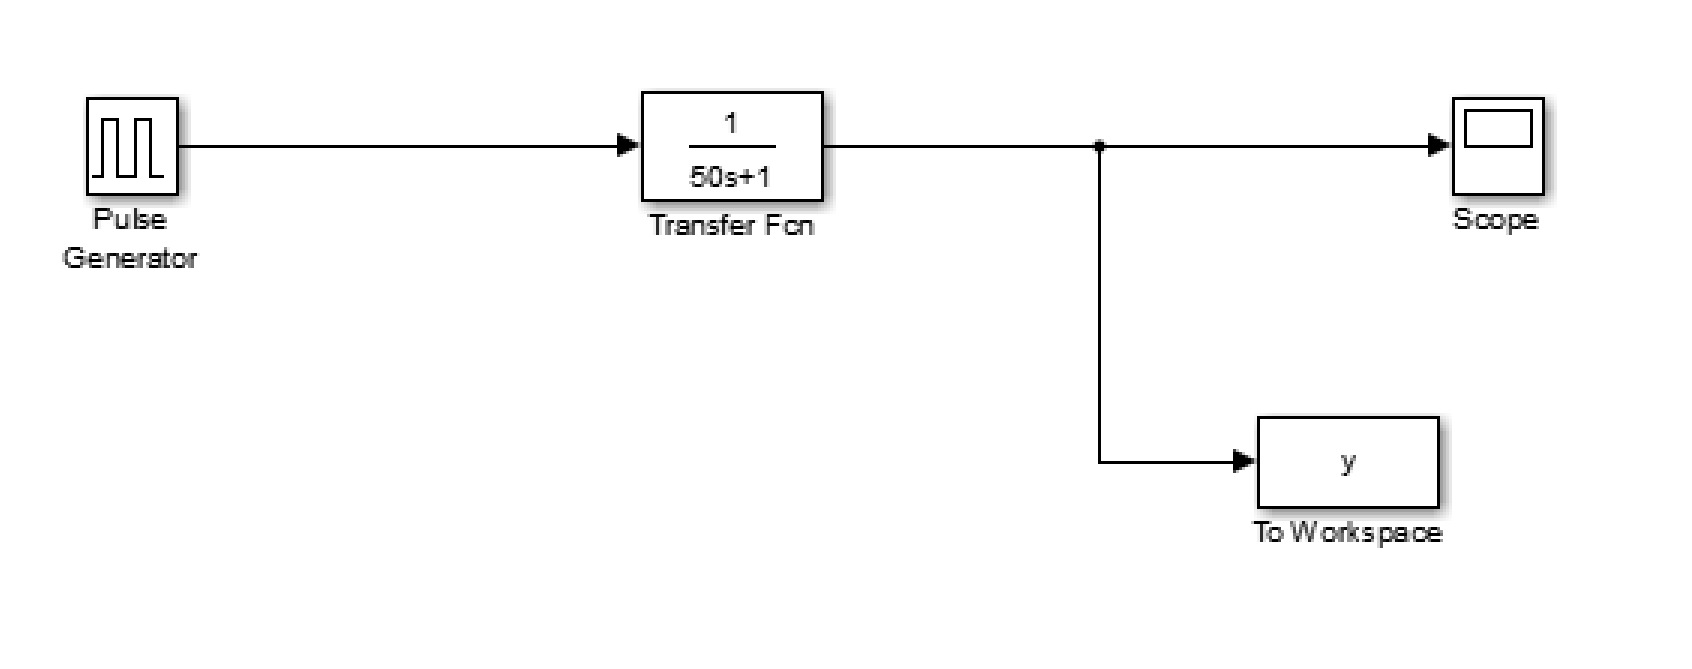 Pulse
Generator
1
50s+1
Transfer Fcn
Scope
y
To Workspace